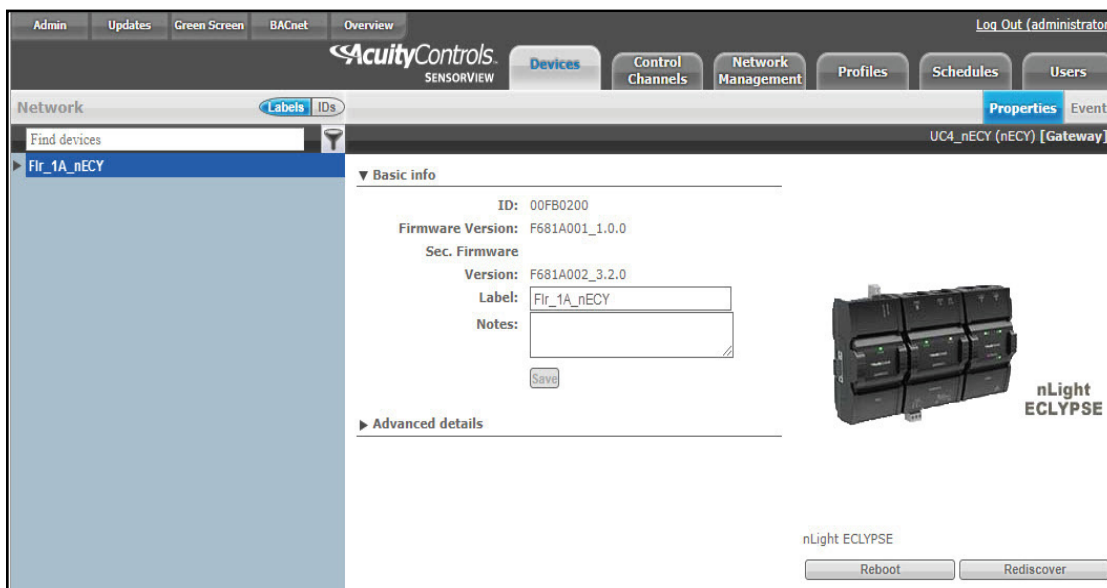 Admin Updates Green Screen BACnet Overview Log Out (administrator
AcuityControls
SENSORVIEW
Devices
Control Channels
Network Management
Profiles
Schedules
Users
Network Labels IDs
Properties Event
Find devices
UC4_nECY (nECY) [Gateway]
Flr_1A_nECY
Basic info
ID: 00FB0200
Firmware Version: F681A001_1.0.0
Sec. Firmware
Version: F681A002_3.2.0
Label: Flr_1A_nECY
Notes:
Save
Advanced details
nLight
ECLYPSE
nLight ECLYPSE
Reboot Rediscover